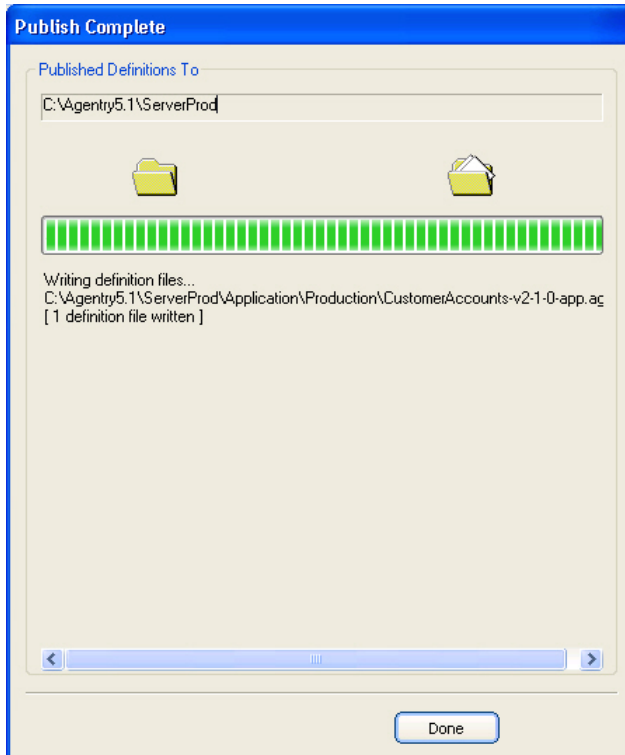 Publish Complete
Published Definitions To
C:\Agentry5.1\ServerProd
Writing definition files...
C:\Agentry5.1\ServerProd\Application\Production\CustomerAccounts-v2-1-0-app.ag
[ 1 definition file written ]
Done